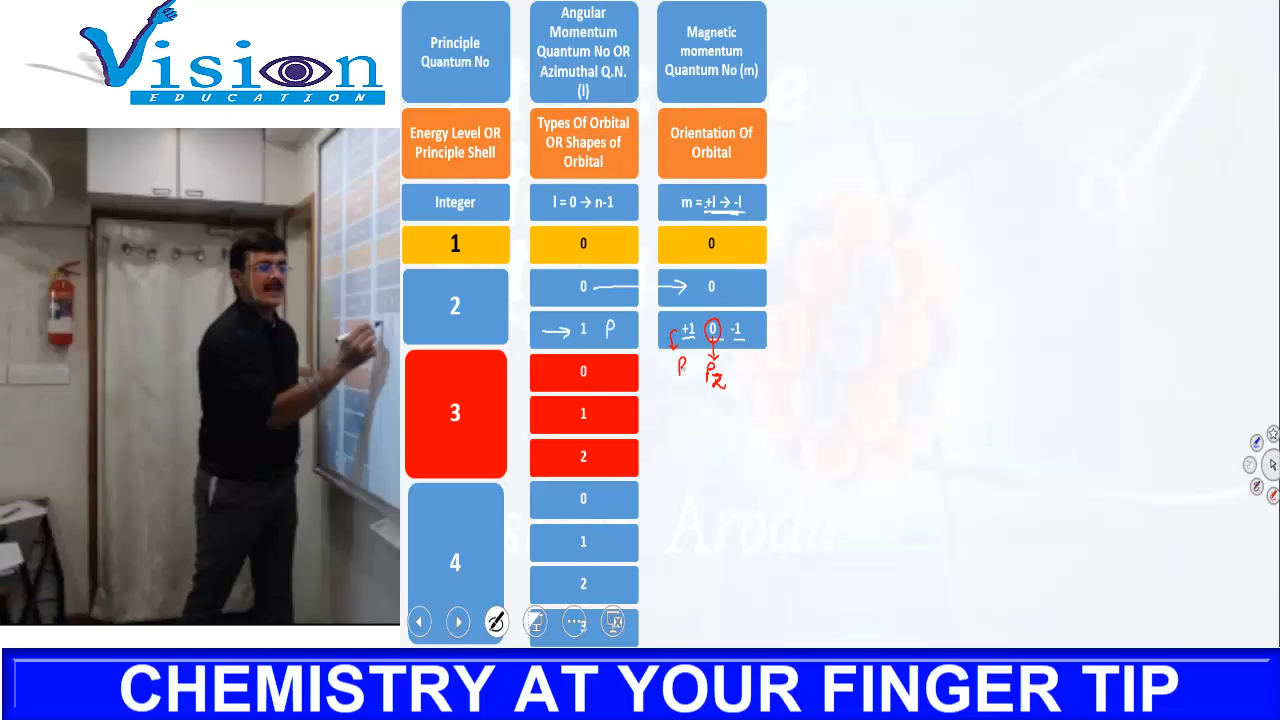 Vision
EDUCATION
Principle
Quantum No
Angular
Momentum
Quantum No OR
Azimuthal Q.N.
(l)
Magnetic
momentum
Quantum No (m)
Energy Level OR
Principle Shell
Types Of Orbital
OR Shapes of
Orbital
Orientation Of
Orbital
Integer
l = 0 → n-1
m = +l → -l
1
0
0
2
0
0
1 P
+1 0 -1
P Pz
3
0
1
2
4
0
1
2
3
Aroda
CHEMISTRY AT YOUR FINGER TIP